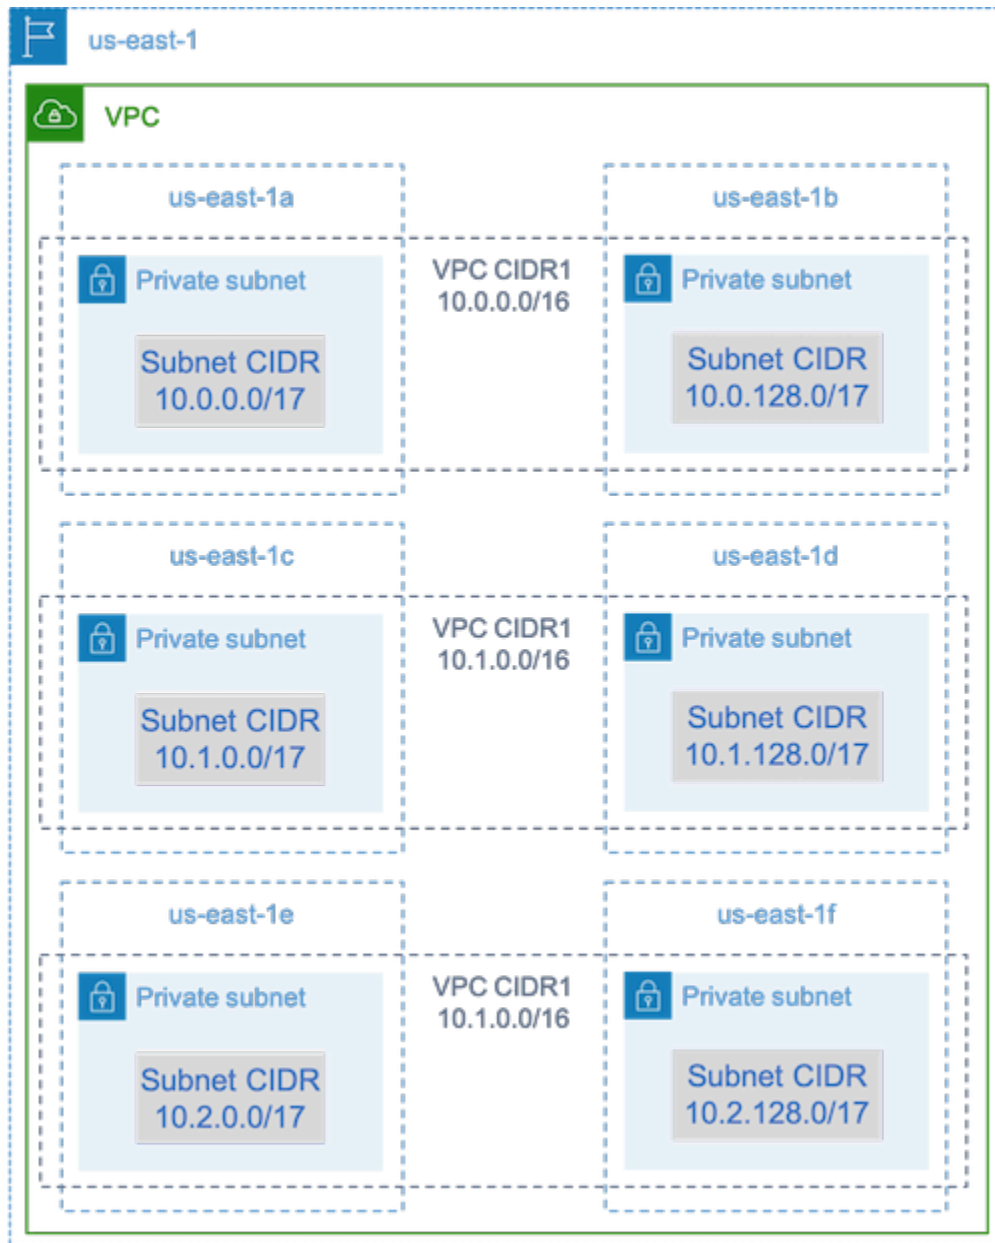 us-east-1
VPC
us-east-1a
us-east-1b
Private subnet
VPC CIDR1
10.0.0.0/16
Private subnet
Subnet CIDR
10.0.0.0/17
Subnet CIDR
10.0.128.0/17
us-east-1c
us-east-1d
Private subnet
VPC CIDR1
10.1.0.0/16
Private subnet
Subnet CIDR
10.1.0.0/17
Subnet CIDR
10.1.128.0/17
us-east-1e
us-east-1f
Private subnet
VPC CIDR1
10.1.0.0/16
Private subnet
Subnet CIDR
10.2.0.0/17
Subnet CIDR
10.2.128.0/17